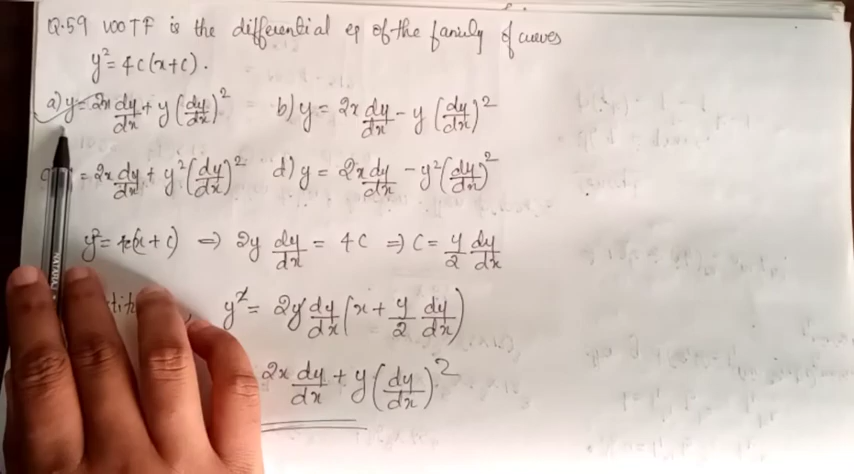 Q.59 WOOTF is the differential eq of the family of curves
y² = 4c(x+c).
a) y = 2x dy/dx + y(dy/dx)² b) y = 2x dy/dx - y(dy/dx)²
= 2x dy/dx + y²(dy/dx)² d) y = 2x dy/dx - y²(dy/dx)²
y² = 4c(x+c) ⇒ 2y dy/dx = 4c ⇒ c = y/2 dy/dx
y² = 2y dy/dx (x + y/2 dy/dx)
2x dy/dx + y(dy/dx)²